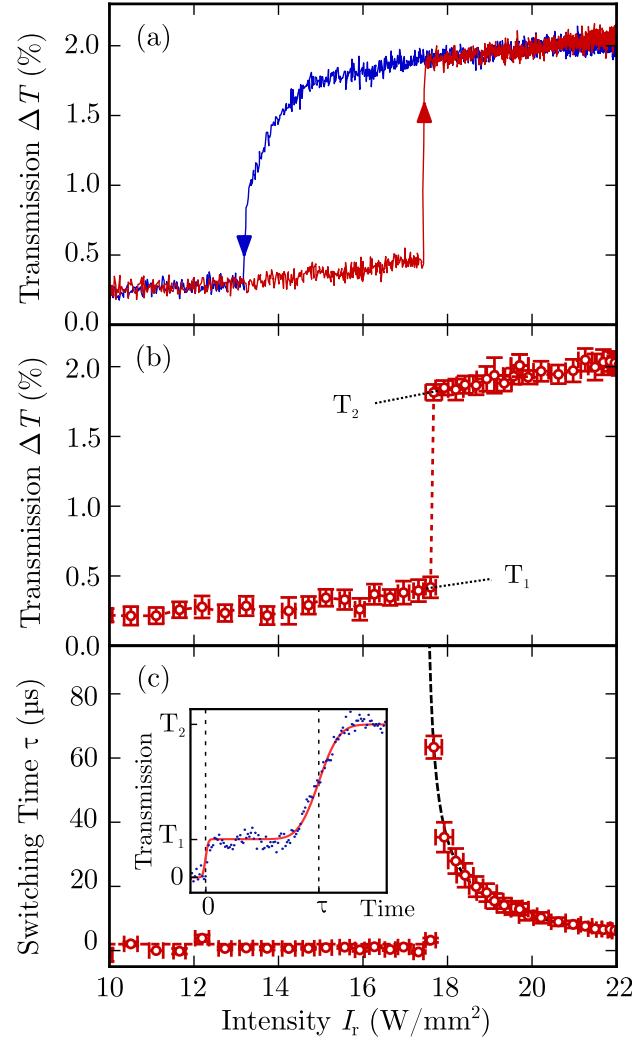 (a)
Transmission ΔT (%)
2.0
1.5
1.0
0.5
0.0
(b)
Transmission ΔT (%)
2.0
1.5
1.0
0.5
0.0
T₂
T₁
(c)
Switching Time τ (µs)
80
60
40
20
0
Transmission
T₂
T₁
0
0 τ Time
10 12 14 16 18 20 22
Intensity Iᵣ (W/mm²)